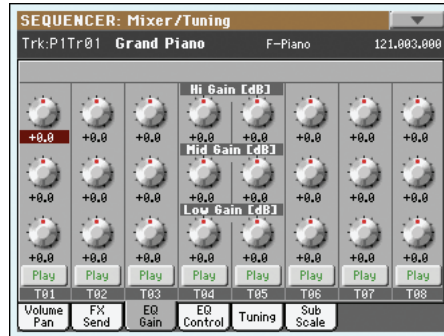 SEQUENCER: Mixer/Tuning
Trk:P1Tr01 Grand Piano F-Piano 121.003.000
Hi Gain [dB]
+0.0 +0.0 +0.0 +0.0 +0.0 +0.0 +0.0 +0.0
Mid Gain [dB]
+0.0 +0.0 +0.0 +0.0 +0.0 +0.0 +0.0 +0.0
Low Gain [dB]
+0.0 +0.0 +0.0 +0.0 +0.0 +0.0 +0.0 +0.0
Play Play Play Play Play Play Play Play
T01 T02 T03 T04 T05 T06 T07 T08
Volume Pan FX Send EQ Gain EQ Control Tuning Sub Scale